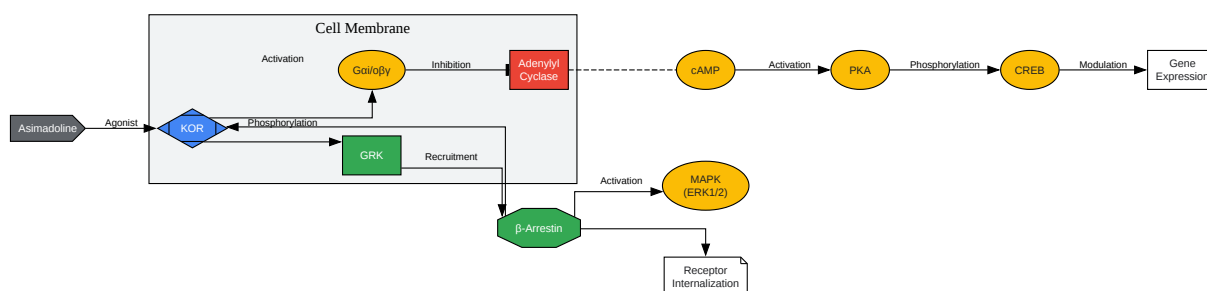 Cell Membrane
Activation
Gαi/oβγ
Inhibition
Adenylyl
Cyclase
cAMP
Activation
PKA
Phosphorylation
CREB
Modulation
Gene
Expression
Asimadoline
Agonist
KOR
Phosphorylation
GRK
Recruitment
Activation
MAPK
(ERK1/2)
β-Arrestin
Receptor
Internalization